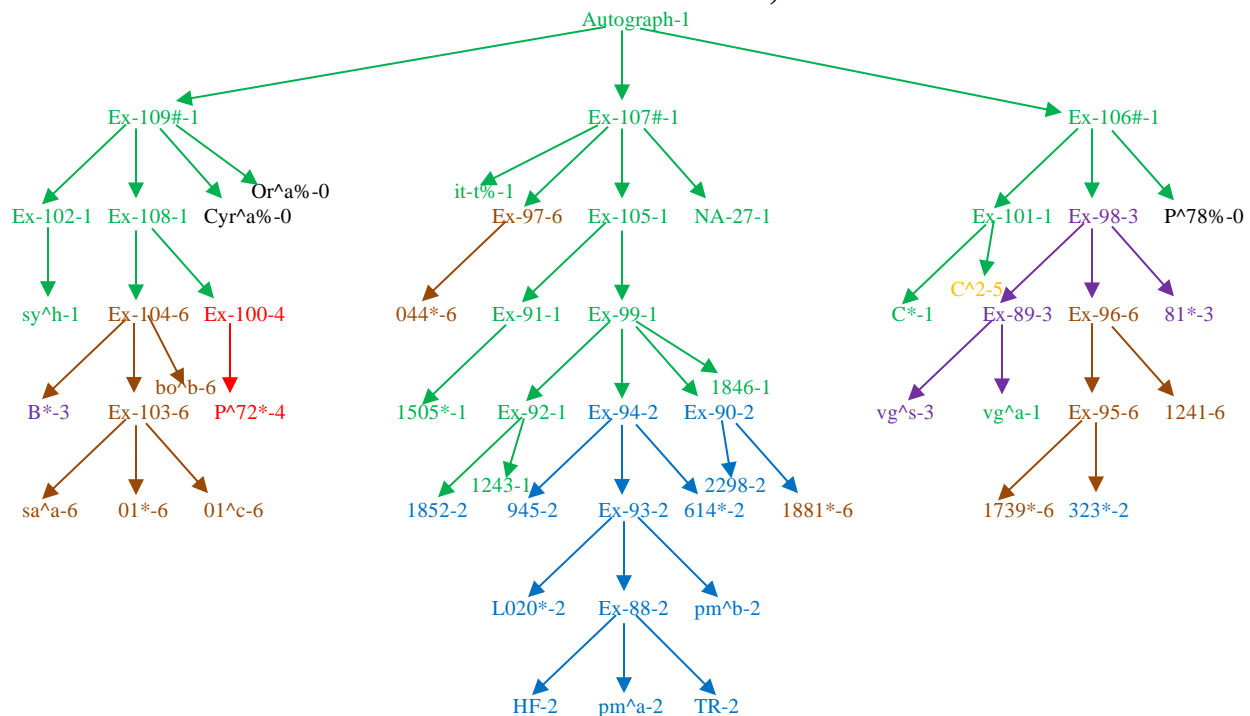 Autograph-1
Ex-109#-1 Ex-107#-1 Ex-106#-1
Or^a%-0 it-t%-1
Ex-102-1 Ex-108-1 Cyr^a%-0 Ex-97-6 Ex-105-1 NA-27-1 Ex-101-1 Ex-98-3 P^78%-0
C^2-5
sy^h-1 Ex-104-6 Ex-100-4 044*-6 Ex-91-1 Ex-99-1 C*-1 Ex-89-3 Ex-96-6 81*-3
bo^b-6 1846-1
B*-3 Ex-103-6 P^72*-4 1505*-1 Ex-92-1 Ex-94-2 Ex-90-2 vg^s-3 vg^a-1 Ex-95-6 1241-6
1243-1 2298-2
sa^a-6 01*-6 01^c-6 1852-2 945-2 Ex-93-2 614*-2 1881*-6 1739*-6 323*-2
L020*-2 Ex-88-2 pm^b-2
HF-2 pm^a-2 TR-2